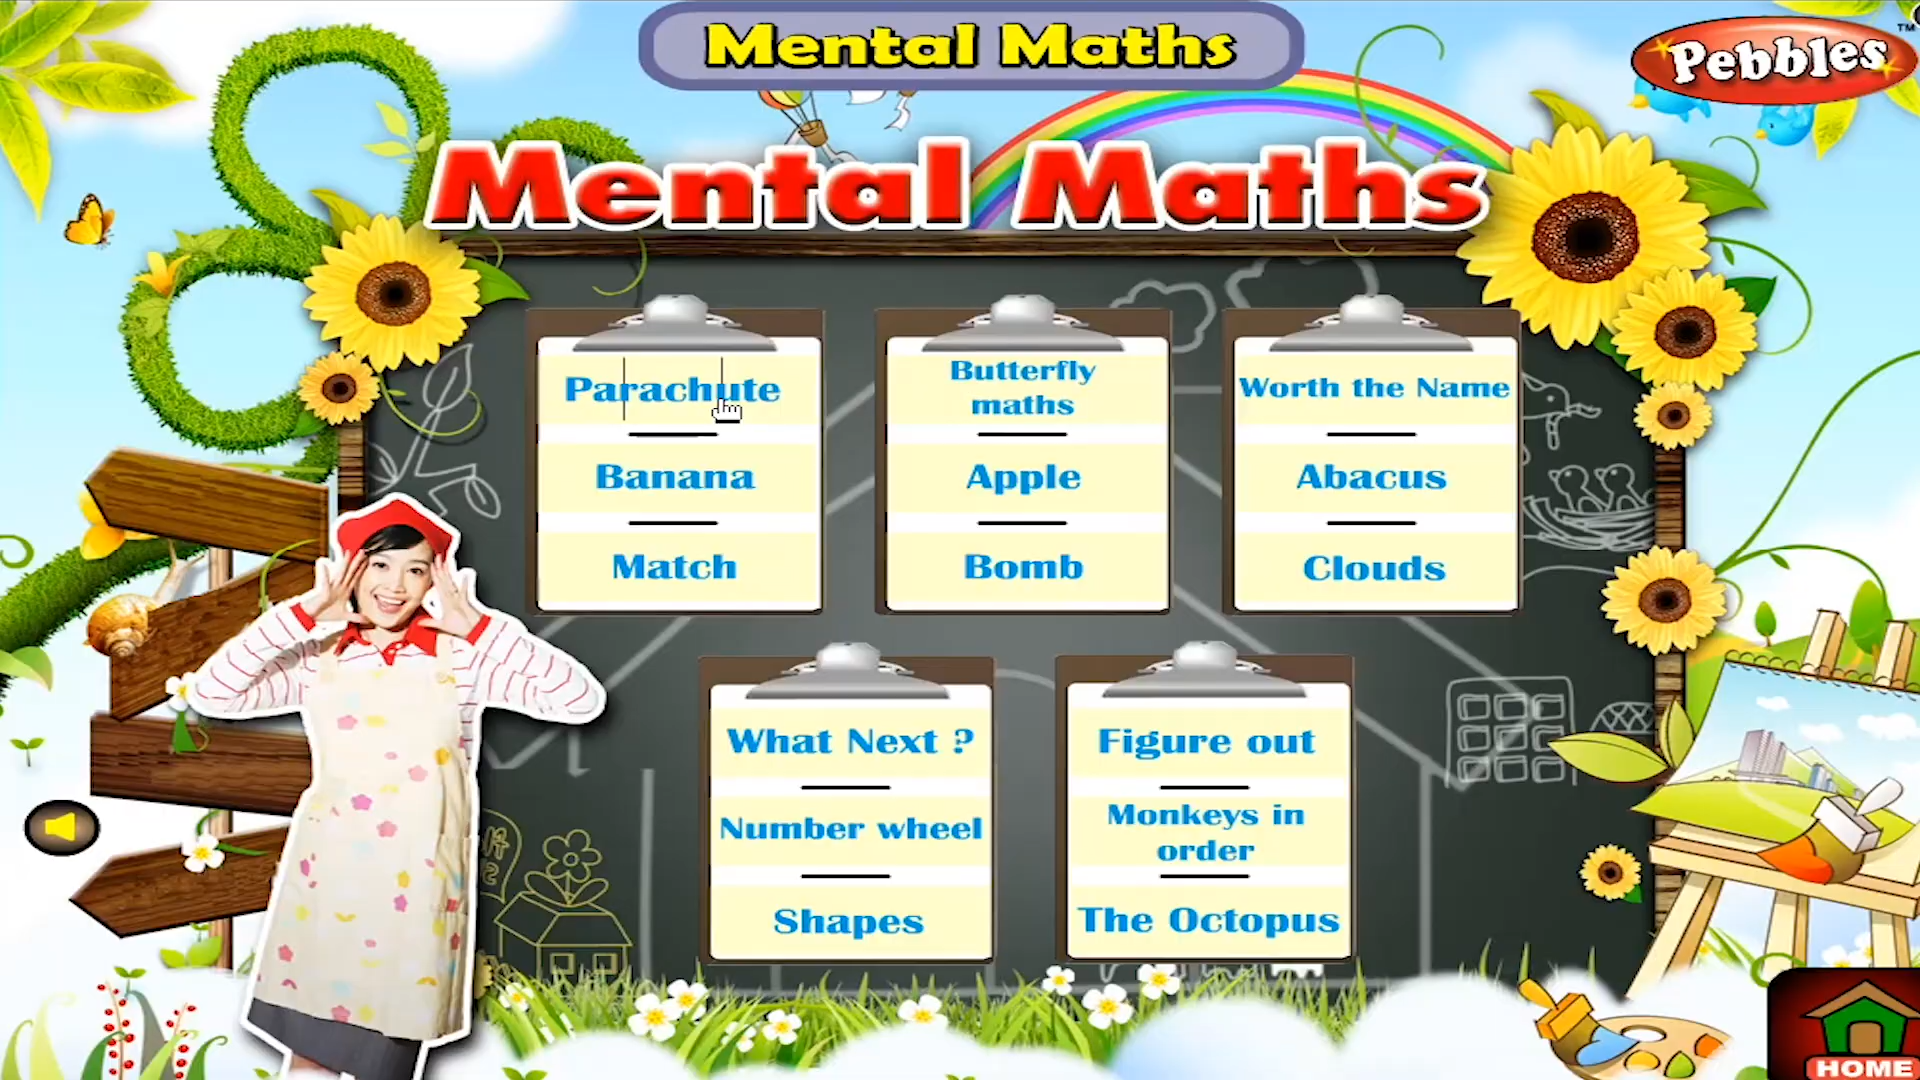 Mental Maths
Pebbles
TM
Mental Maths
Parachute
Banana
Match
Butterfly
maths
Apple
Bomb
Worth the Name
Abacus
Clouds
What Next ?
Number wheel
Shapes
Figure out
Monkeys in
order
The Octopus
HOME